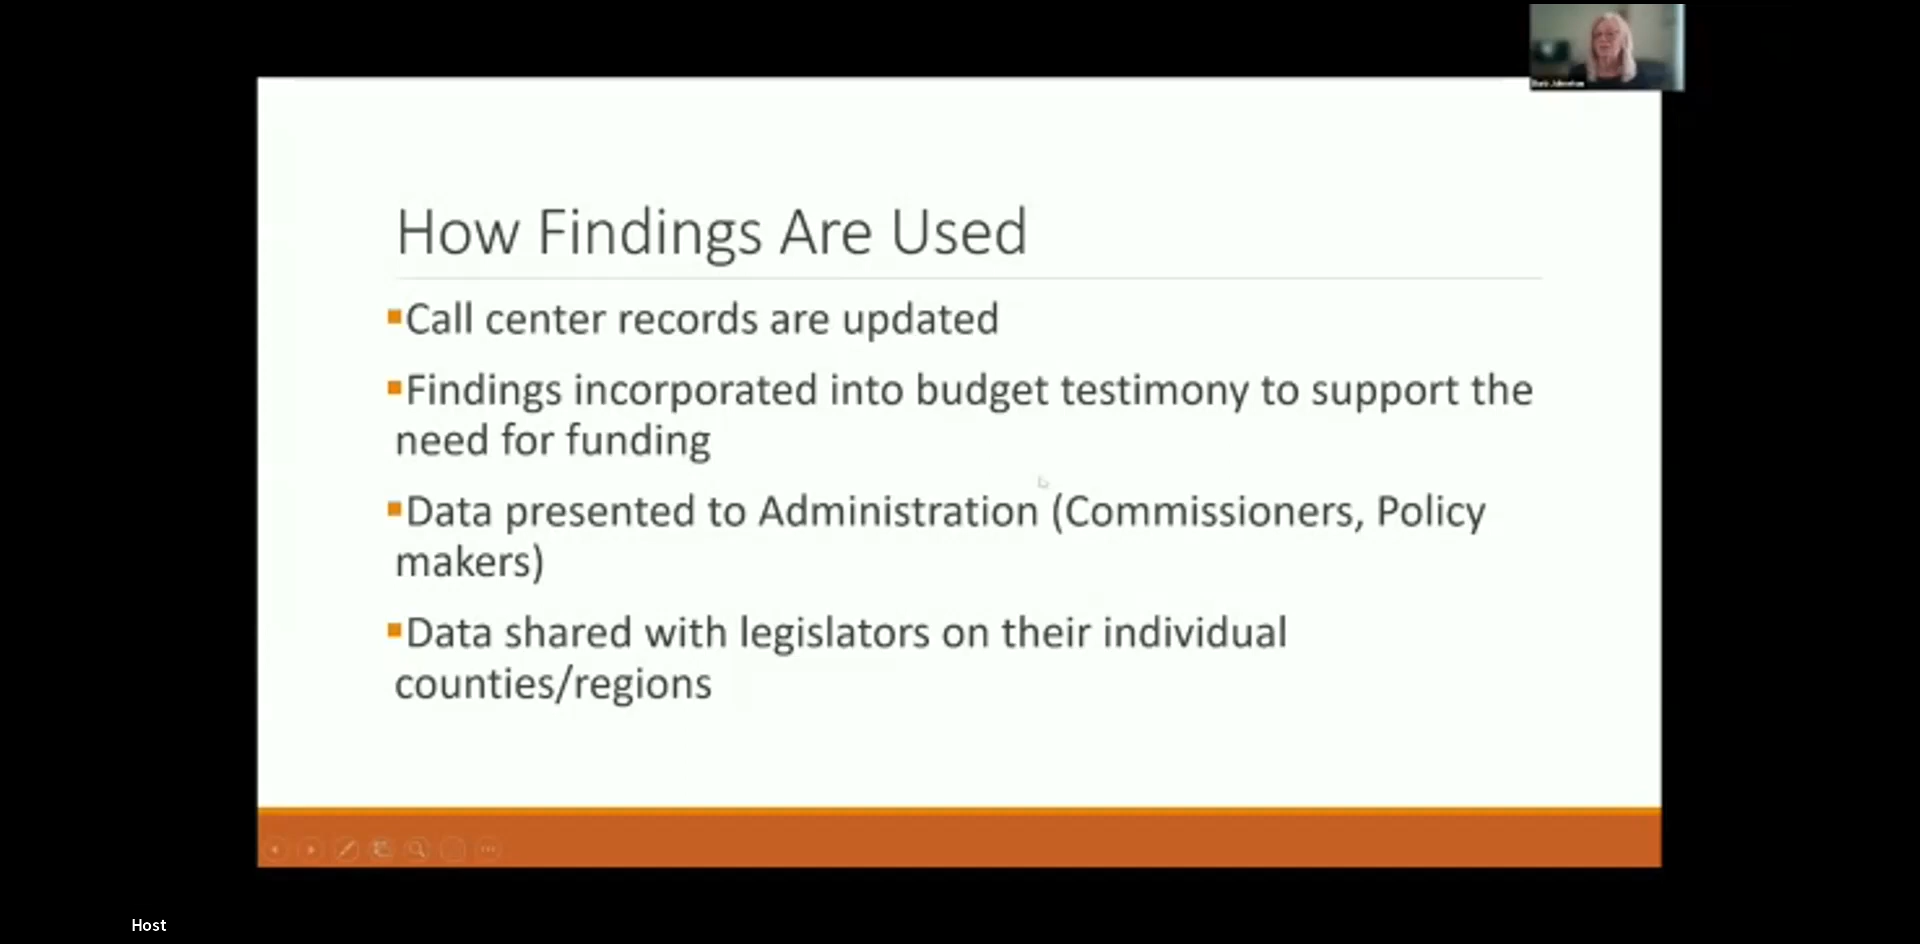 How Findings Are Used
Call center records are updated
Findings incorporated into budget testimony to support the
need for funding
Data presented to Administration (Commissioners, Policy
makers)
Data shared with legislators on their individual
counties/regions
Host